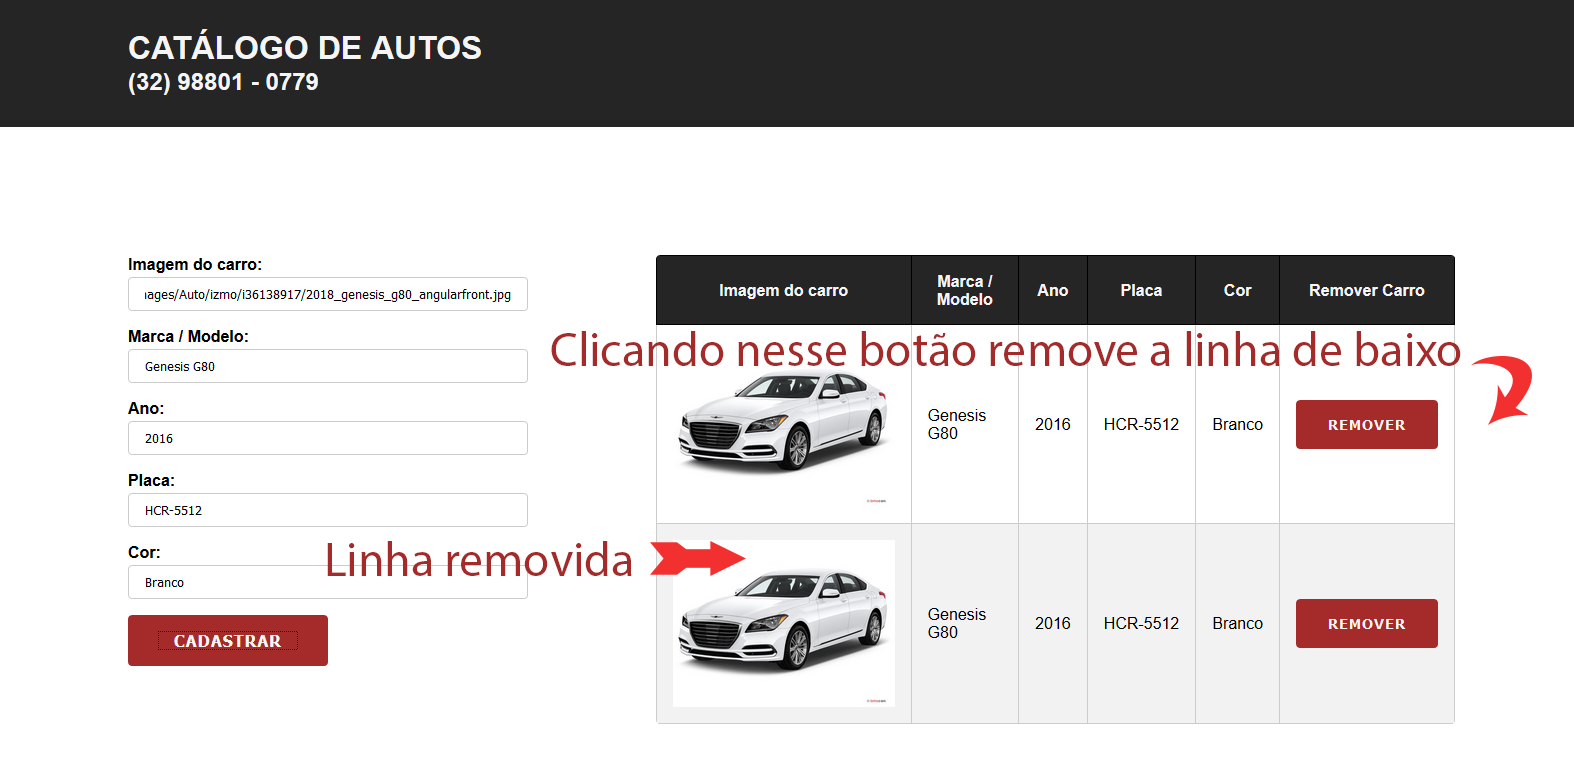 CATÁLOGO DE AUTOS
(32) 98801 - 0779
Imagem do carro:
nages/Auto/izmo/i36138917/2018_genesis_g80_angularfront.jpg
Marca / Modelo:
Genesis G80
Ano:
2016
Placa:
HCR-5512
Cor:
Branco
CADASTRAR
Imagem do carro
Marca /
Modelo
Ano
Placa
Cor
Remover Carro
Clicando nesse botão remove a linha de baixo
Genesis
G80
2016
HCR-5512
Branco
REMOVER
Linha removida
Genesis
G80
2016
HCR-5512
Branco
REMOVER